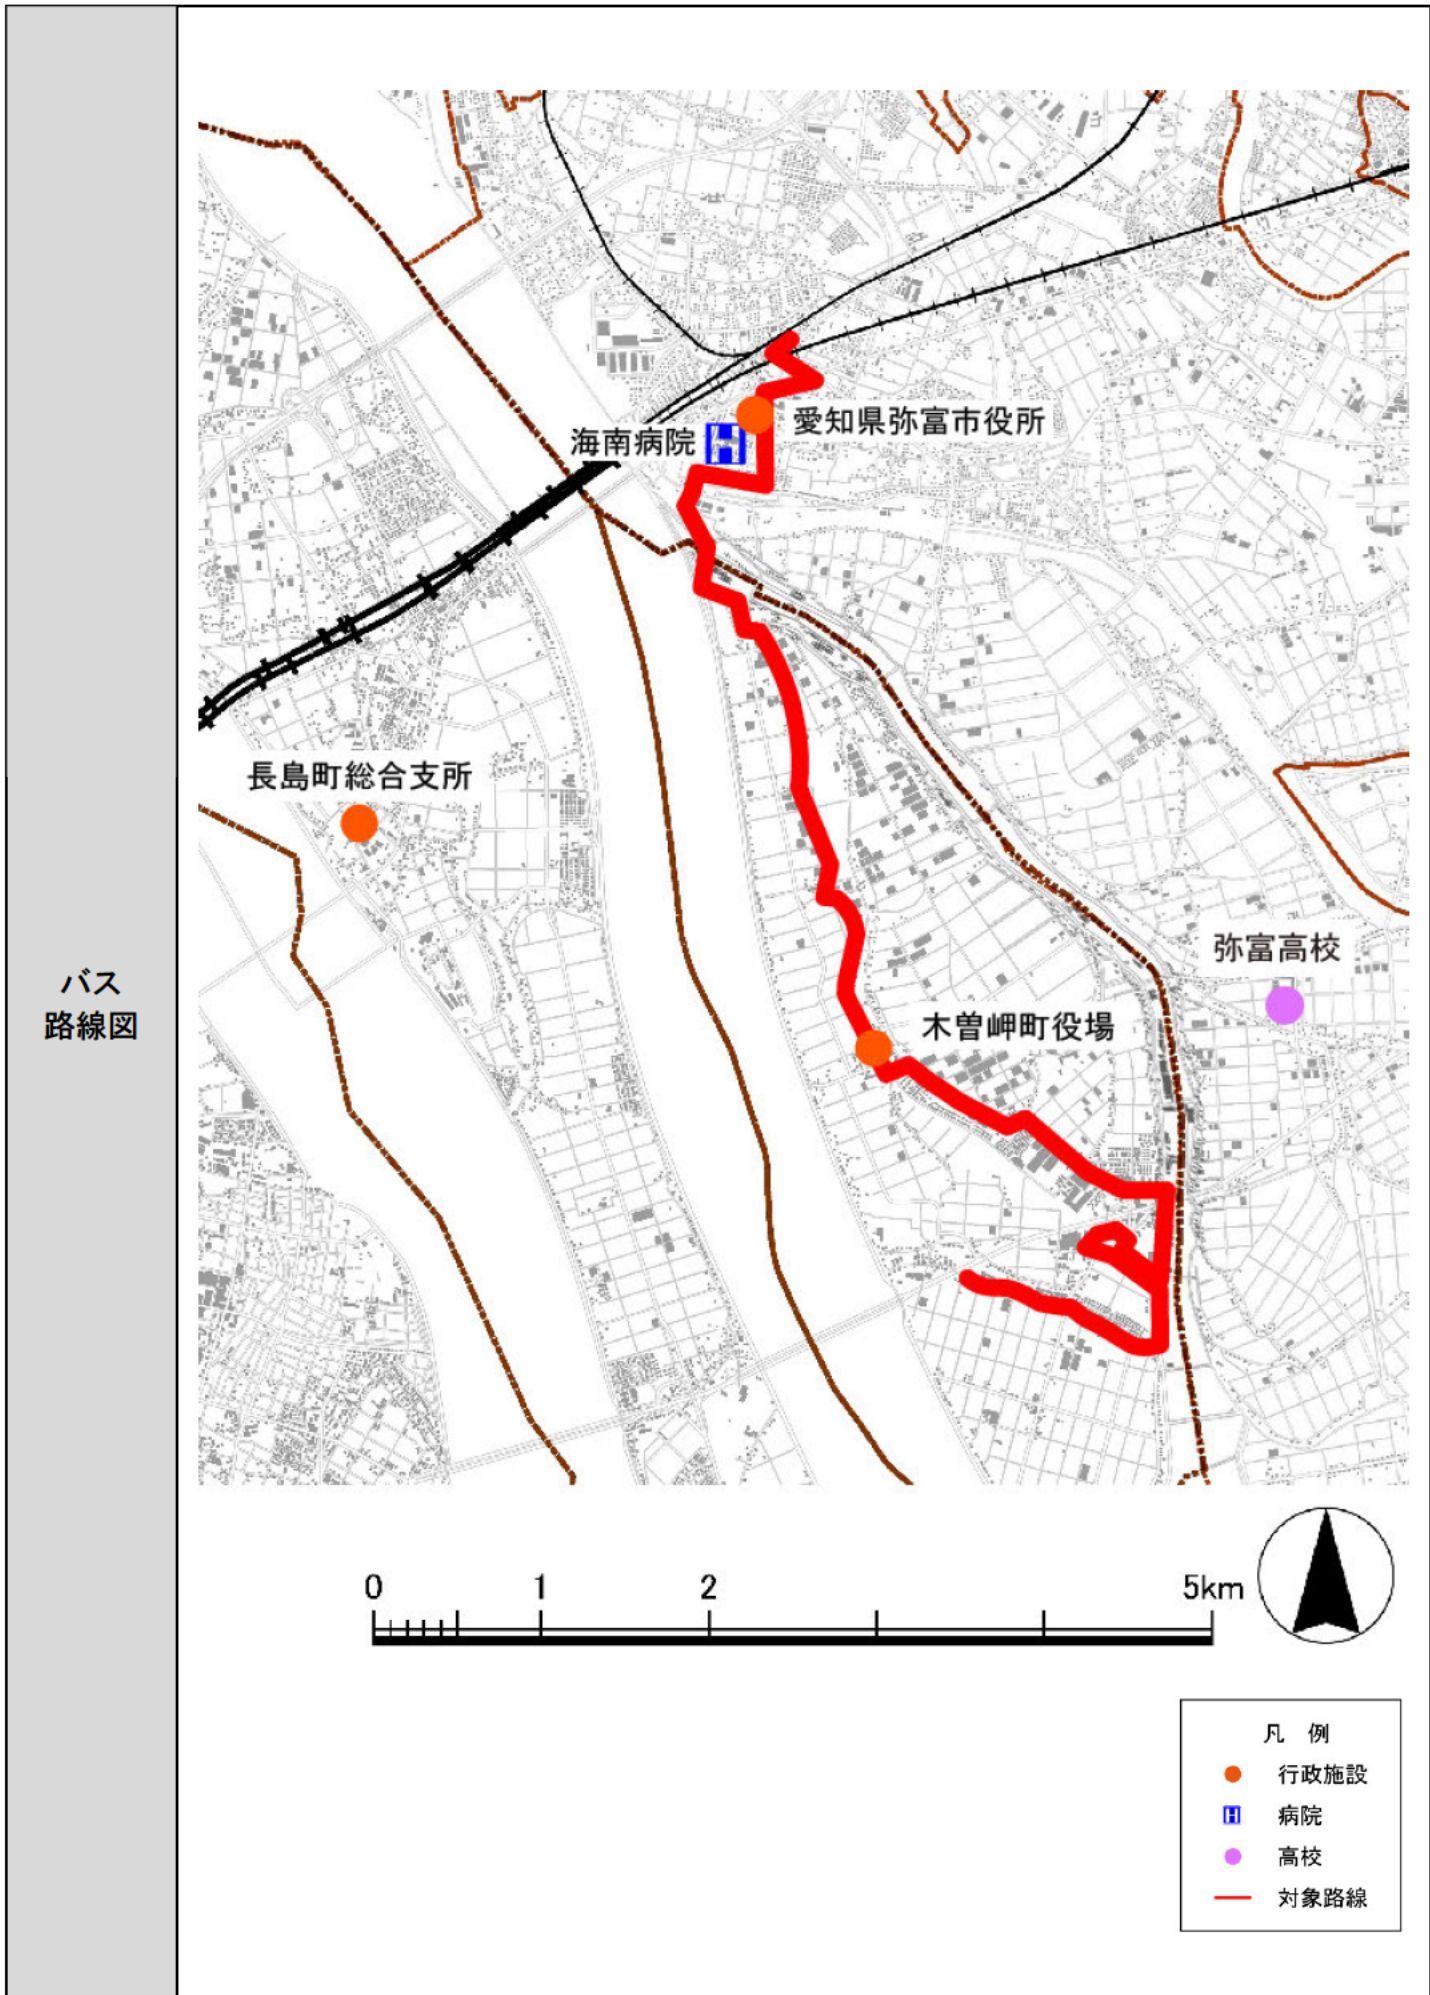 バス
路線図
愛知県弥富市役所
海南病院
長島町総合支所
弥富高校
木曽岬町役場
0 1 2 5km
凡 例
行政施設
H 病院
高校
対象路線